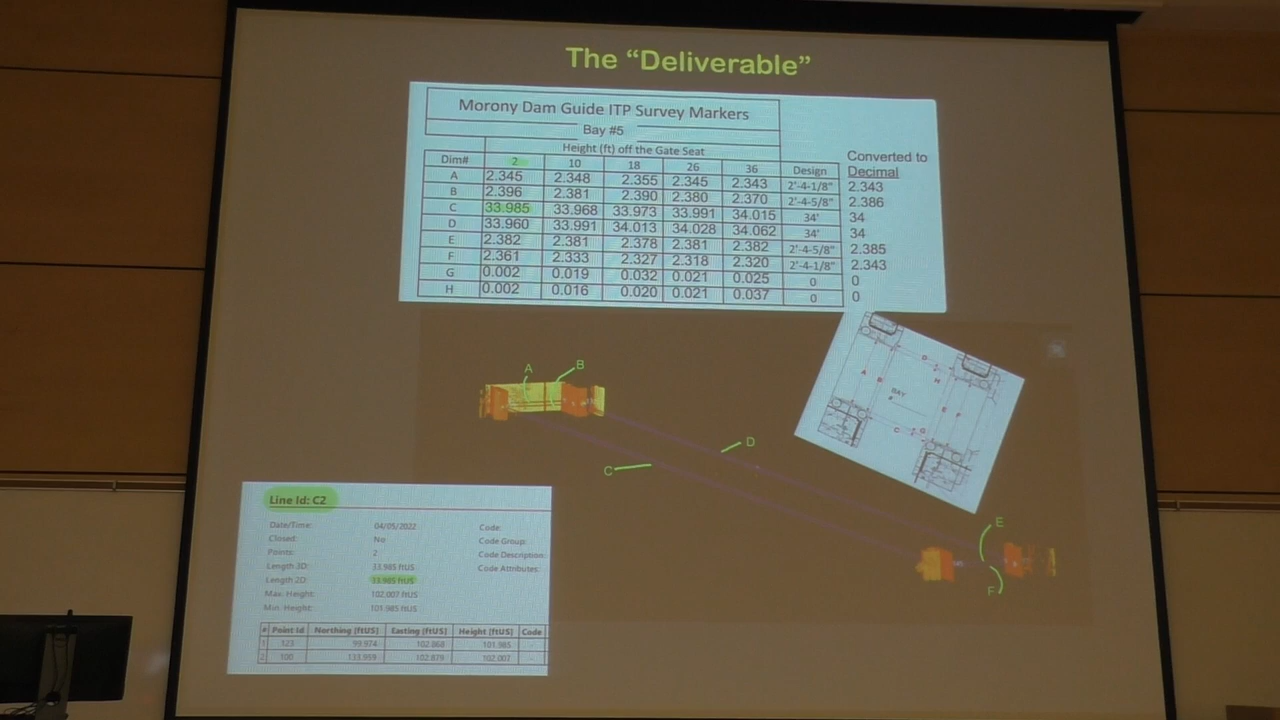 The “Deliverable”
Morony Dam Guide ITP Survey Markers
Bay #5
Height (ft) off the Gate Seat
Converted to
Dim# 2 10 18 26 36 Design Decimal
A 2.345 2.348 2.355 2.345 2.343 2'-4-1/8" 2.343
B 2.396 2.381 2.390 2.380 2.370 2'-4-5/8" 2.386
C 33.985 33.968 33.973 33.991 34.015 34' 34
D 33.960 33.991 34.013 34.028 34.062 34' 34
E 2.382 2.381 2.378 2.381 2.382 2'-4-5/8" 2.385
F 2.361 2.333 2.327 2.318 2.320 2'-4-1/8" 2.343
G 0.002 0.019 0.032 0.021 0.025 0 0
H 0.002 0.016 0.020 0.021 0.037 0 0
A B
D
C
E
F
D
H
A
B
BAY
#
E F
C
G
Line Id: C2
Date/Time: 04/05/2022 Code:
Closed: No Code Group:
Points: 2 Code Description:
Length 3D: 33.985 ftUS Code Attributes:
Length 2D: 33.985 ftUS
Max. Height: 102.007 ftUS
Min. Height: 101.985 ftUS
# Point Id Northing [ftUS] Easting [ftUS] Height [ftUS] Code
1 123 99.974 102.868 101.985 -
2 100 133.959 102.879 102.007 -